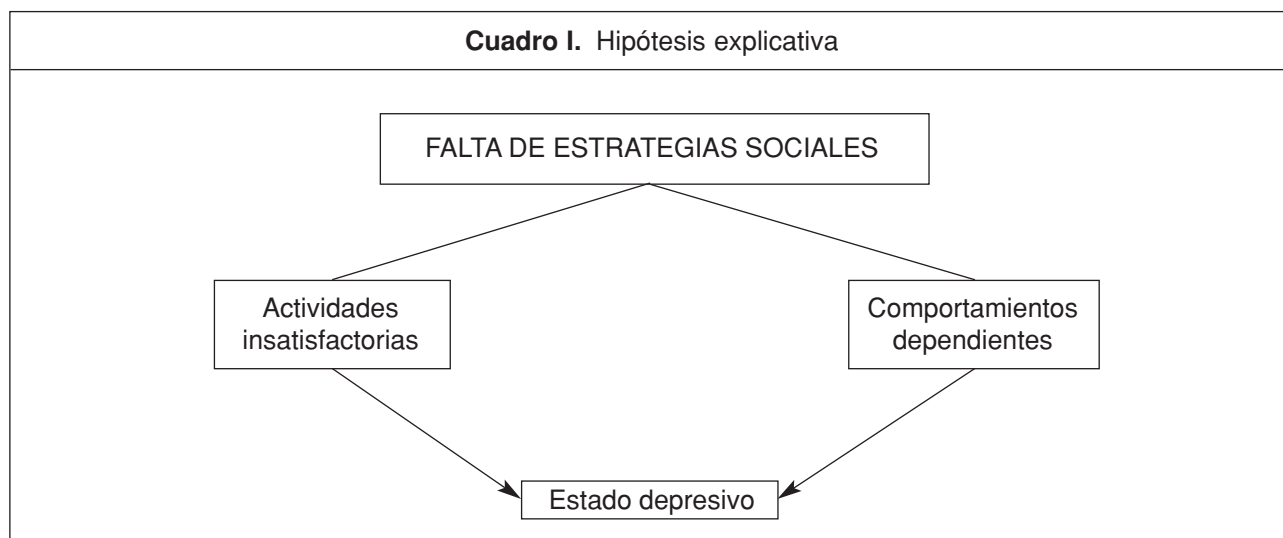 Cuadro I. Hipótesis explicativa
FALTA DE ESTRATEGIAS SOCIALES
Actividades
insatisfactorias
Comportamientos
dependientes
Estado depresivo